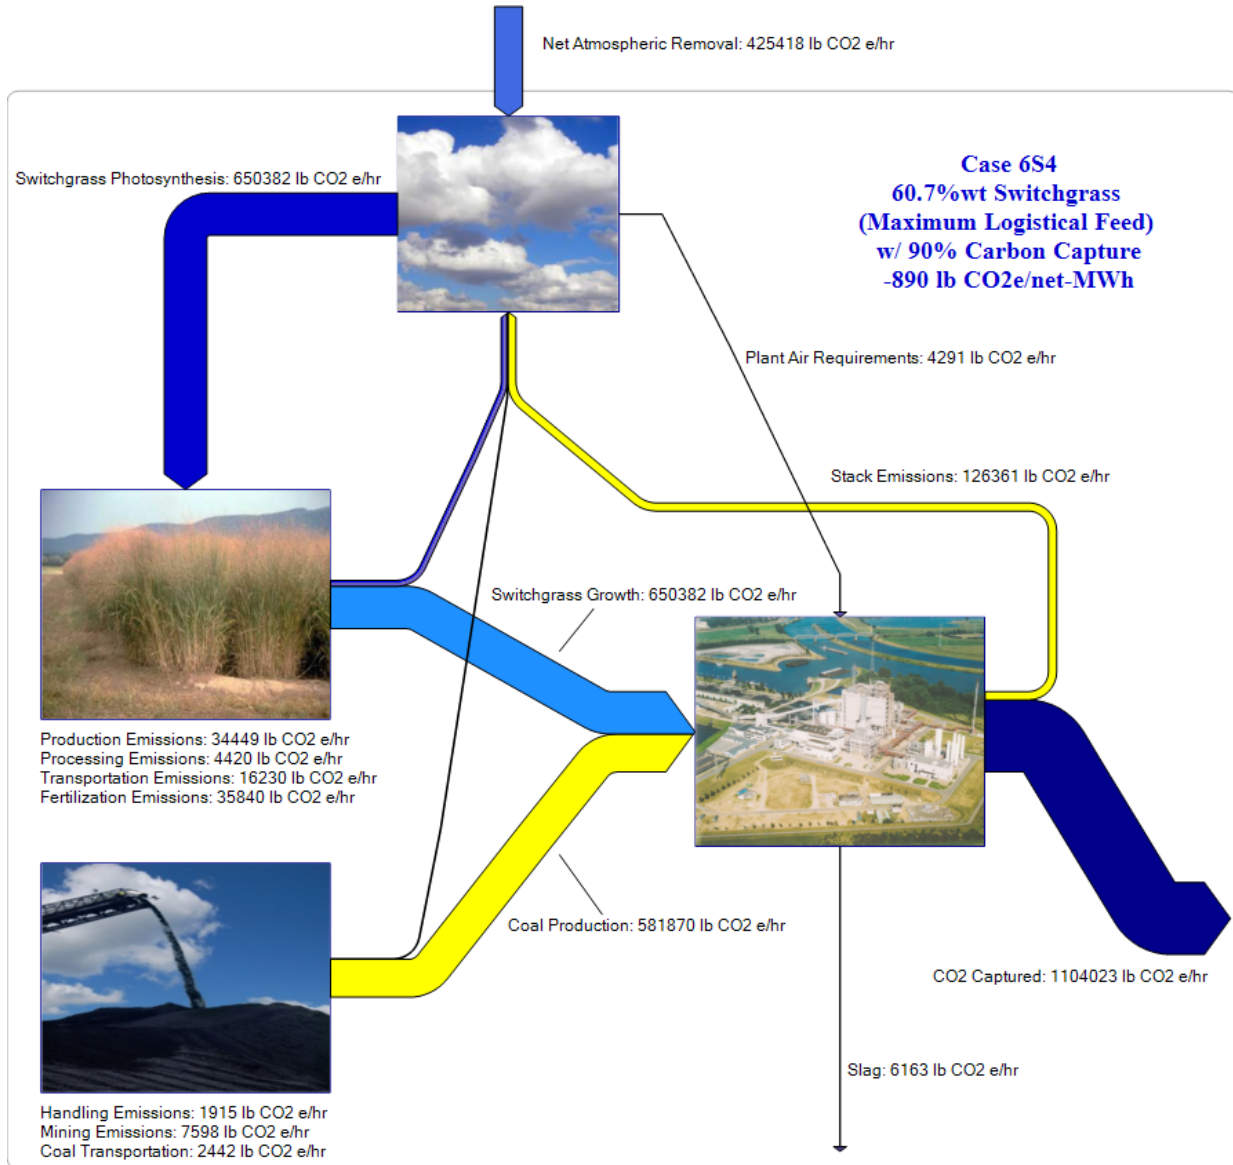 Net Atmospheric Removal: 425418 lb CO2 e/hr
Switchgrass Photosynthesis: 650382 lb CO2 e/hr
Case 6S4
60.7%wt Switchgrass
(Maximum Logistical Feed)
w/ 90% Carbon Capture
-890 lb CO2e/net-MWh
Plant Air Requirements: 4291 lb CO2 e/hr
Stack Emissions: 126361 lb CO2 e/hr
Switchgrass Growth: 650382 lb CO2 e/hr
Production Emissions: 34449 lb CO2 e/hr
Processing Emissions: 4420 lb CO2 e/hr
Transportation Emissions: 16230 lb CO2 e/hr
Fertilization Emissions: 35840 lb CO2 e/hr
Coal Production: 581870 lb CO2 e/hr
CO2 Captured: 1104023 lb CO2 e/hr
Slag: 6163 lb CO2 e/hr
Handling Emissions: 1915 lb CO2 e/hr
Mining Emissions: 7598 lb CO2 e/hr
Coal Transportation: 2442 lb CO2 e/hr